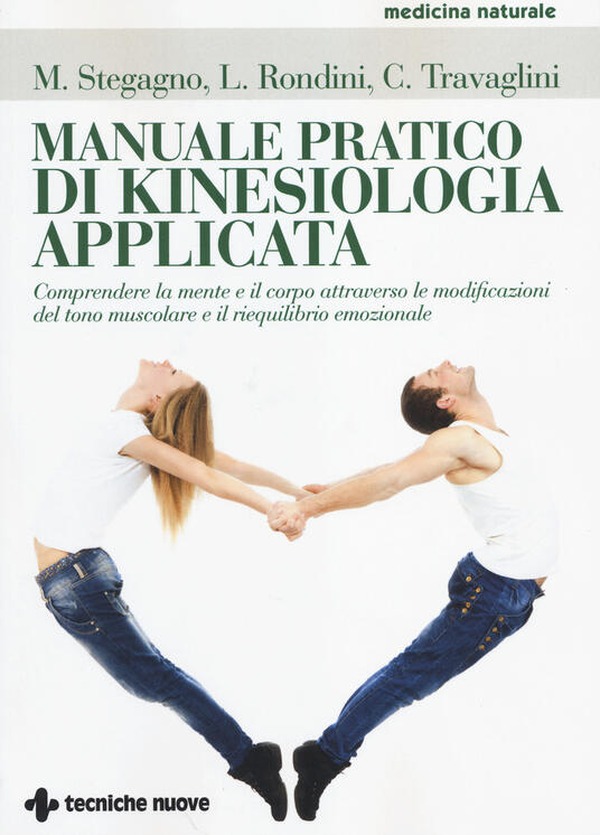 medicina naturale
M. Stegagno, L. Rondini, C. Travaglini
MANUALE PRATICO
DI KINESIOLOGIA
APPLICATA
Comprendere la mente e il corpo attraverso le modificazioni
del tono muscolare e il riequilibrio emozionale
tecniche nuove